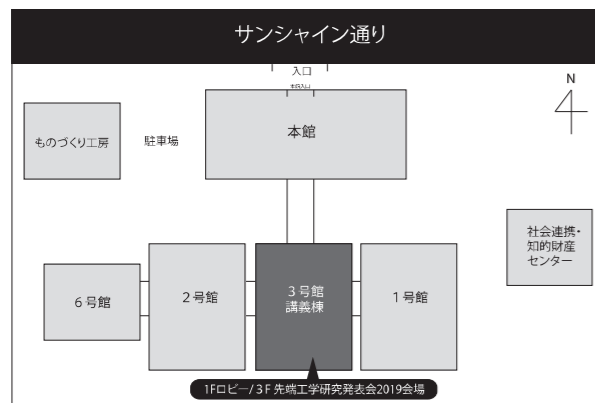 サンシャイン通り
入口
N
本館
ものづくり工房
駐車場
社会連携・
知的財産
センター
6号館
2号館
3号館
講義棟
1号館
1Fロビー/3F 先端工学研究発表会2019会場